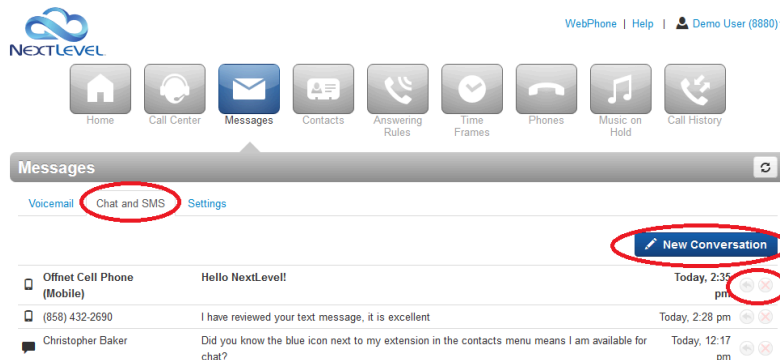 WebPhone | Help | Demo User (8880)
NEXTLEVEL
Home Call Center Messages Contacts Answering Rules Time Frames Phones Music on Hold Call History
Messages
Voicemail Chat and SMS Settings
New Conversation
Offnet Cell Phone (Mobile) Hello NextLevel! Today, 2:35 pm
(858) 432-2690 I have reviewed your text message, it is excellent Today, 2:28 pm
Christopher Baker Did you know the blue icon next to my extension in the contacts menu means I am available for chat? Today, 12:17 pm